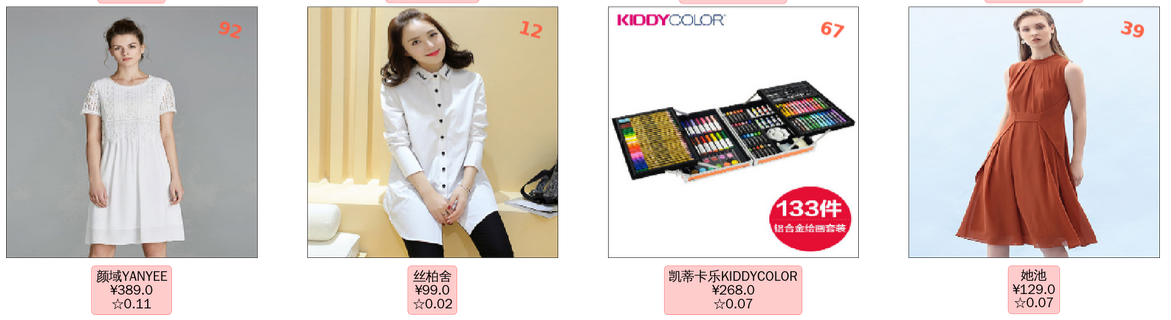 92
12
KIDDYCOLOR
67
39
133件
铝合金绘画套装
颜域YANYEE
¥389.0
☆0.11
丝柏舍
¥99.0
☆0.02
凯蒂卡乐KIDDYCOLOR
¥268.0
☆0.07
她池
¥129.0
☆0.07